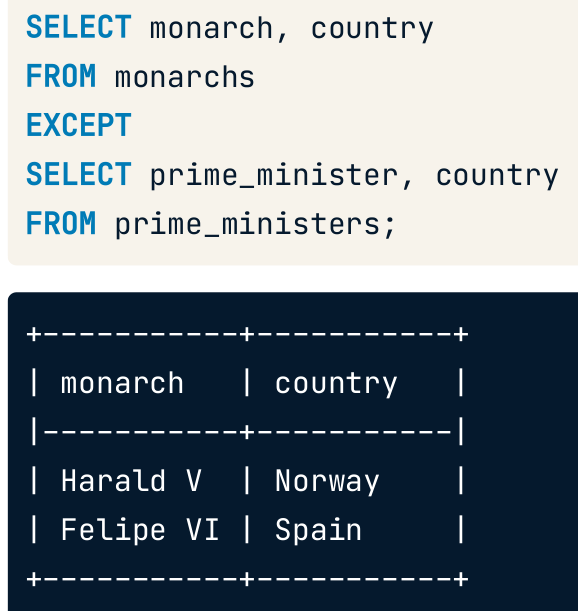 SELECT monarch, country
FROM monarchs
EXCEPT
SELECT prime_minister, country
FROM prime_ministers;
+-----------+-----------+
| monarch   | country   |
|-----------+-----------|
| Harald V  | Norway    |
| Felipe VI | Spain     |
+-----------+-----------+